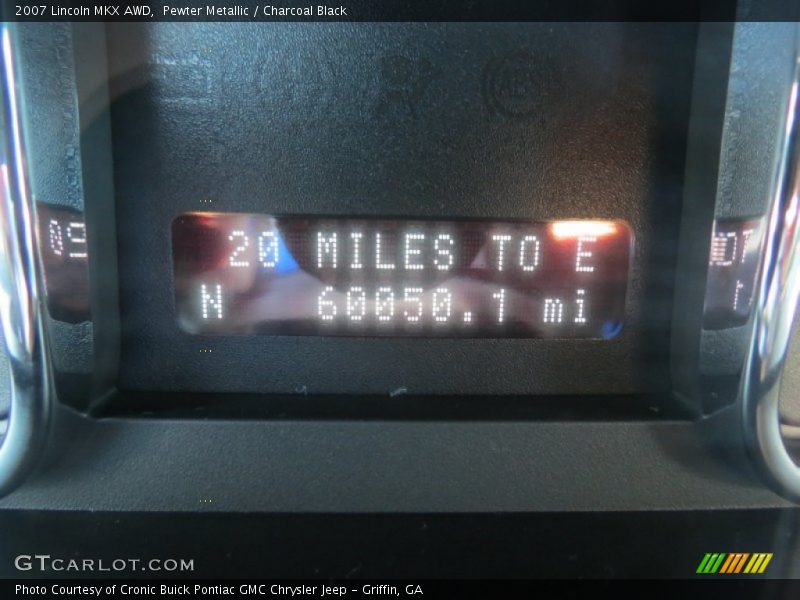 2007 Lincoln MKX AWD, Pewter Metallic / Charcoal Black
ABS
20 MILES TO E
N 60050.1 mi
GTCARLOT.COM
Photo Courtesy of Cronic Buick Pontiac GMC Chrysler Jeep - Griffin, GA